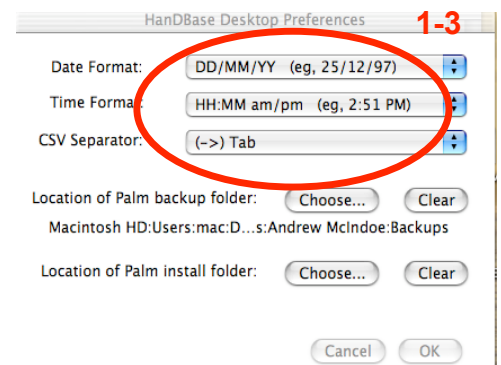 HanDBase Desktop Preferences
1-3
Date Format: DD/MM/YY (eg, 25/12/97)
Time Format: HH:MM am/pm (eg, 2:51 PM)
CSV Separator: (->) Tab
Location of Palm backup folder: Choose... Clear
Macintosh HD:Users:mac:D...s:Andrew McIndoe:Backups
Location of Palm install folder: Choose... Clear
Cancel OK